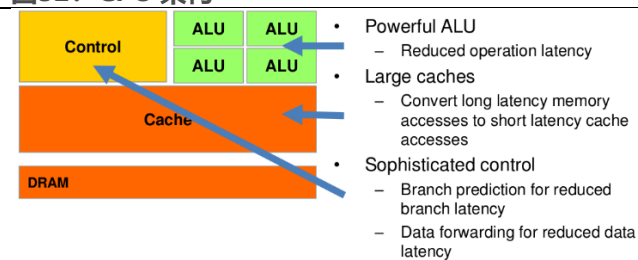 Control
ALU
ALU
ALU
ALU
Cache
DRAM
• Powerful ALU
– Reduced operation latency
• Large caches
– Convert long latency memory
accesses to short latency cache
accesses
• Sophisticated control
– Branch prediction for reduced
branch latency
– Data forwarding for reduced data
latency